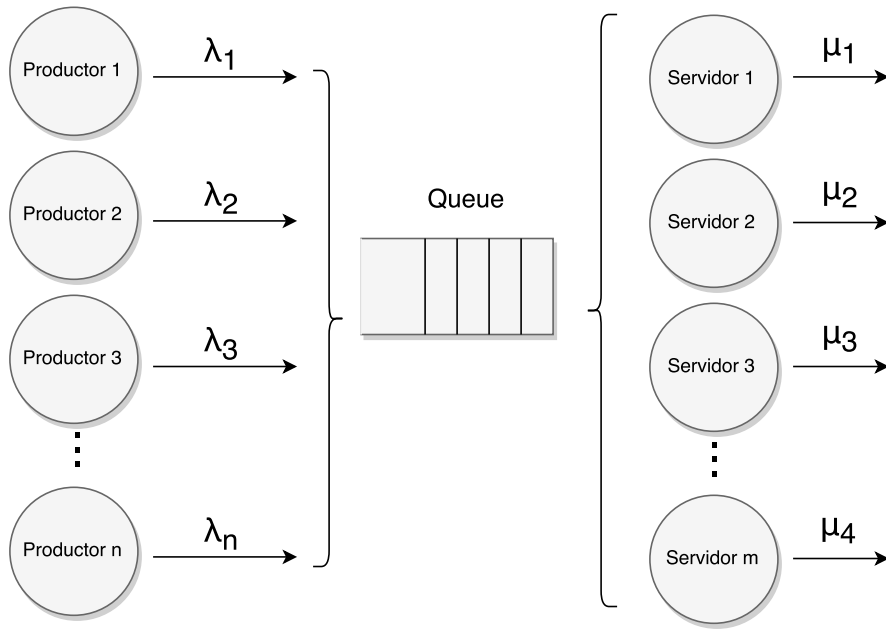 Productor 1
λ1
Productor 2
λ2
Productor 3
λ3
Productor n
λn
Queue
Servidor 1
μ1
Servidor 2
μ2
Servidor 3
μ3
Servidor m
μ4